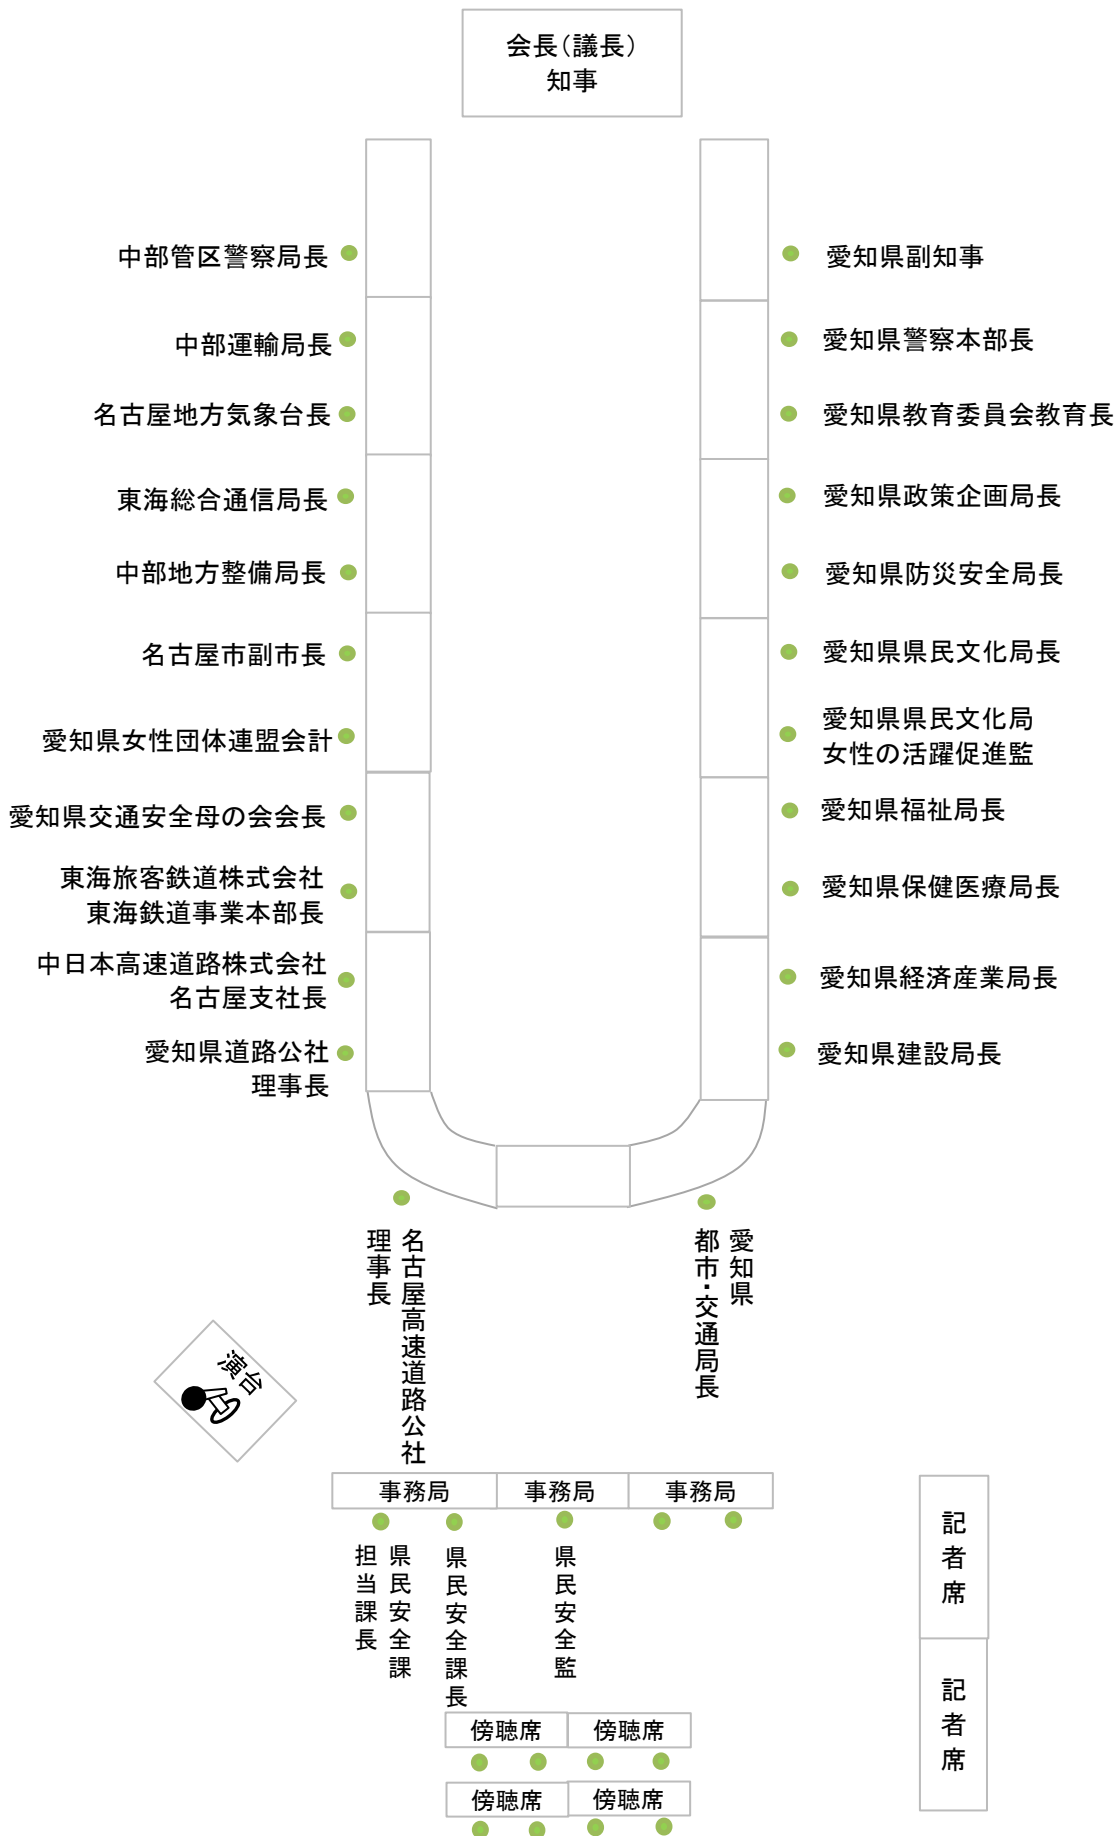 会長（議長）
知事
中部管区警察局長
中部運輸局長
名古屋地方気象台長
東海総合通信局長
中部地方整備局長
名古屋市副市長
愛知県女性団体連盟会計
愛知県交通安全母の会会長
東海旅客鉄道株式会社
東海鉄道事業本部長
中日本高速道路株式会社
名古屋支社長
愛知県道路公社
理事長
愛知県副知事
愛知県警察本部長
愛知県教育委員会教育長
愛知県政策企画局長
愛知県防災安全局長
愛知県県民文化局長
愛知県県民文化局
女性の活躍促進監
愛知県福祉局長
愛知県保健医療局長
愛知県経済産業局長
愛知県建設局長
名古屋高速道路公社
理事長
愛知県
都市・交通局長
演台
事務局
事務局
事務局
県民安全課
担当課長
県民安全課長
県民安全監
記者席
記者席
傍聴席
傍聴席
傍聴席
傍聴席